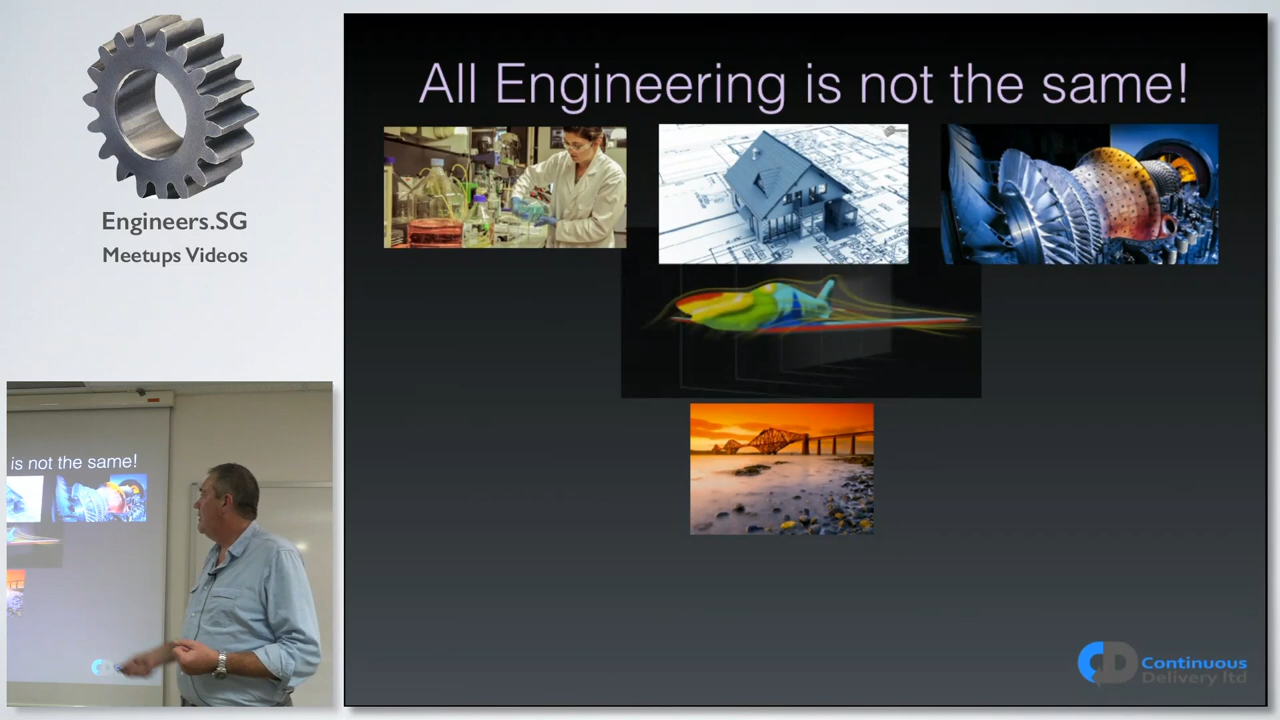 Engineers.SG
Meetups Videos
All Engineering is not the same!
is not the same!
Continuous
Delivery ltd